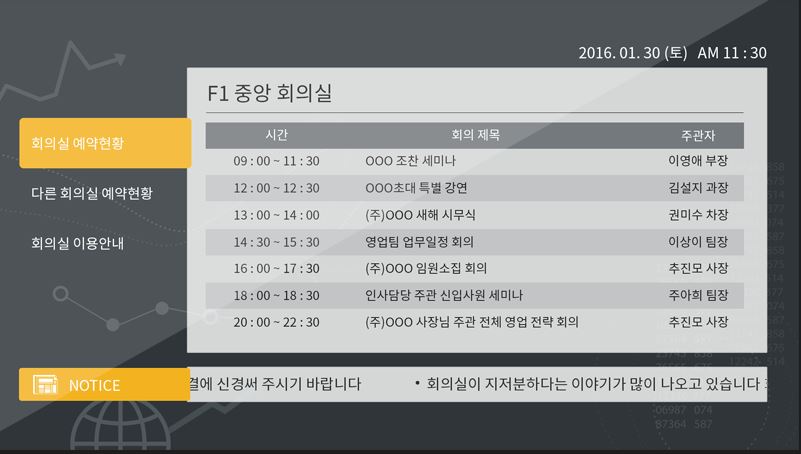 2016. 01. 30 (토) AM 11 : 30
F1 중앙 회의실
회의실 예약현황
다른 회의실 예약현황
회의실 이용안내
시간 회의 제목 주관자
09 : 00 ~ 11 : 30 OOO 조찬 세미나 이영애 부장
12 : 00 ~ 12 : 30 OOO초대 특별 강연 김설지 과장
13 : 00 ~ 14 : 00 (주)OOO 새해 시무식 권미수 차장
14 : 30 ~ 15 : 30 영업팀 업무일정 회의 이상이 팀장
16 : 00 ~ 17 : 30 (주)OOO 임원소집 회의 추진모 사장
18 : 00 ~ 18 : 30 인사담당 주관 신입사원 세미나 주아희 팀장
20 : 00 ~ 22 : 30 (주)OOO 사장님 주관 전체 영업 전략 회의 추진모 사장
NOTICE
결에 신경써 주시기 바랍니다 • 회의실이 지저분하다는 이야기가 많이 나오고 있습니다